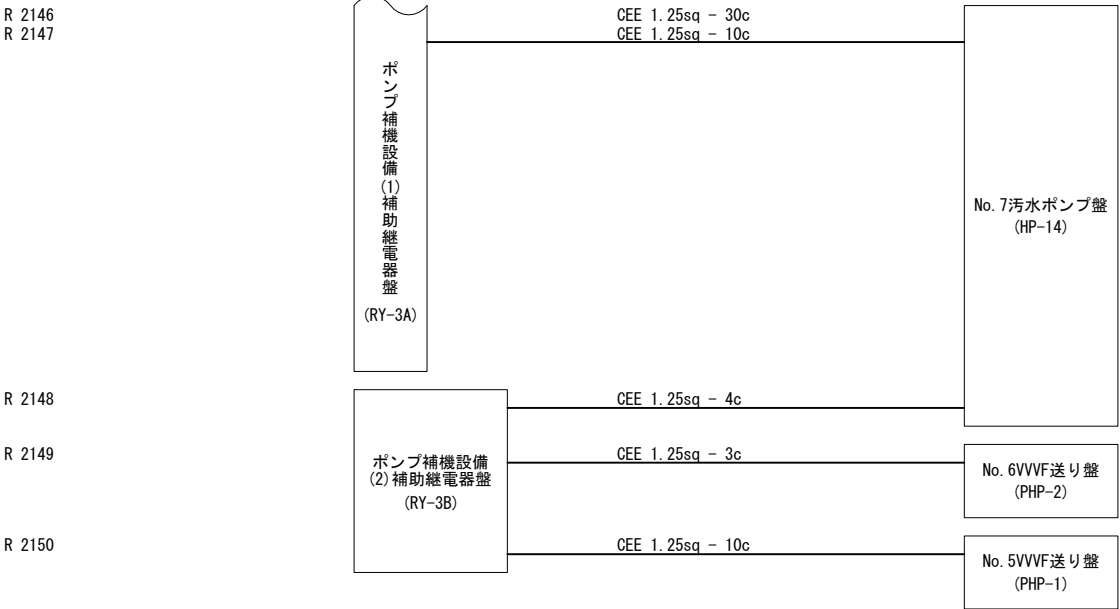 R 2146
CEE 1.25sq - 30c
R 2147
CEE 1.25sq - 10c
ポンプ補機設備(1)補助継電器盤
(RY-3A)
No.7汚水ポンプ盤
(HP-14)
R 2148
CEE 1.25sq - 4c
R 2149
CEE 1.25sq - 3c
ポンプ補機設備
(2)補助継電器盤
(RY-3B)
No.6VVVF送り盤
(PHP-2)
R 2150
CEE 1.25sq - 10c
No.5VVVF送り盤
(PHP-1)